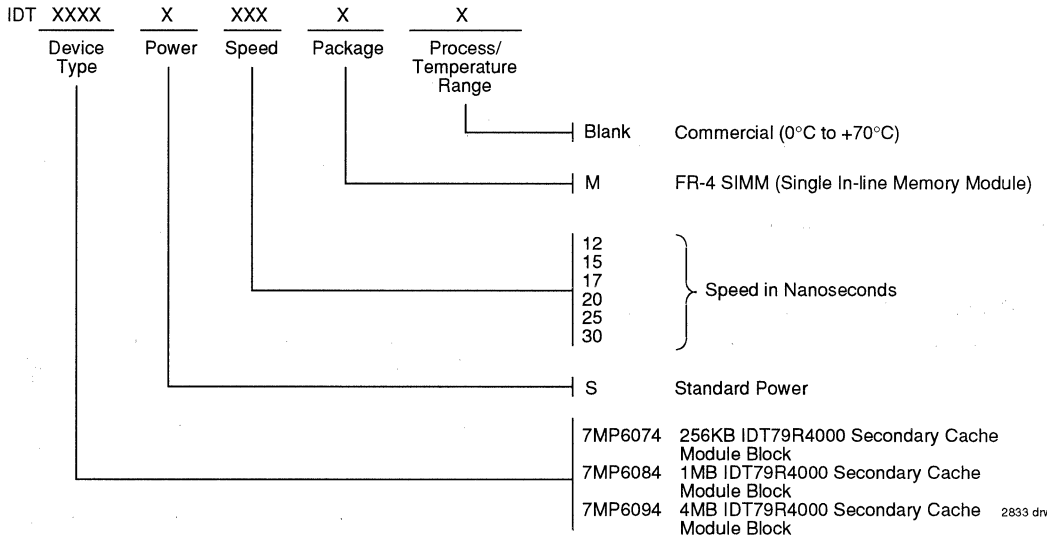 IDT XXXX X XXX X X
Device Type Power Speed Package Process/ Temperature Range
Blank Commercial (0°C to +70°C)
M FR-4 SIMM (Single In-line Memory Module)
12
15
17
20
25
30
Speed in Nanoseconds
S Standard Power
7MP6074 256KB IDT79R4000 Secondary Cache
Module Block
7MP6084 1MB IDT79R4000 Secondary Cache
Module Block
7MP6094 4MB IDT79R4000 Secondary Cache 2833
Module Block